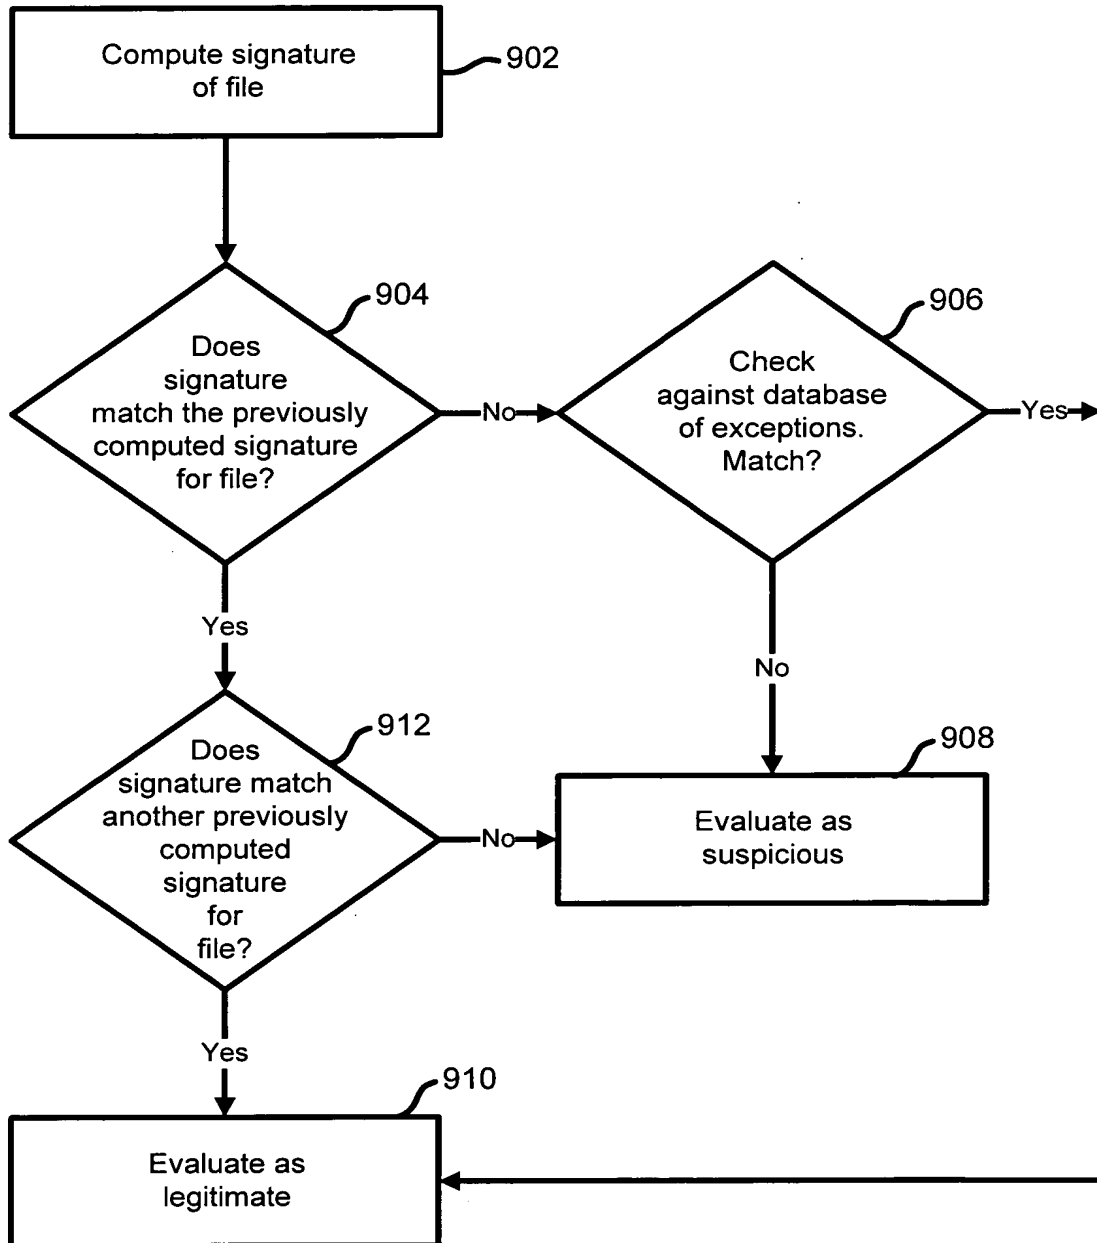 Compute signature
of file
902
904
Does
signature
match the previously
computed signature
for file?
No
906
Check
against database
of exceptions.
Match?
Yes
Yes
No
912
Does
signature match
another previously
computed
signature
for
file?
No
908
Evaluate as
suspicious
Yes
910
Evaluate as
legitimate